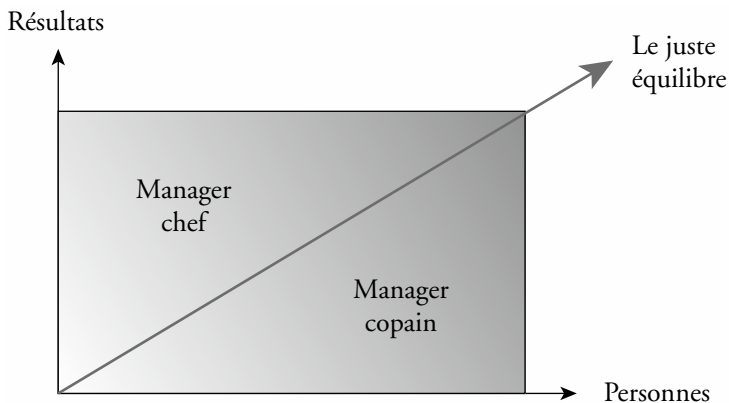 Résultats
Le juste
équilibre
Manager
chef
Manager
copain
Personnes